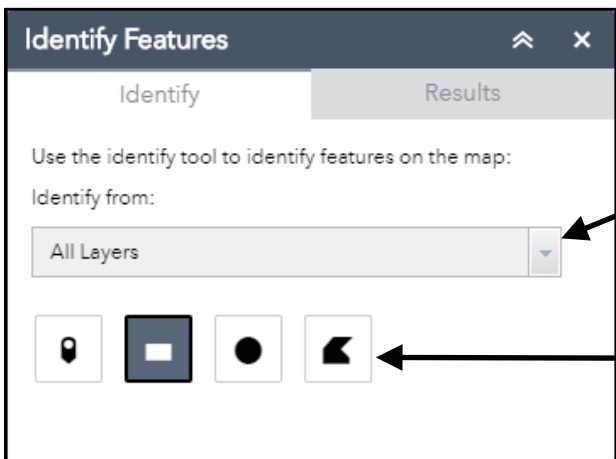 Identify Features
Identify
Results
Use the identify tool to identify features on the map:
Identify from:
All Layers